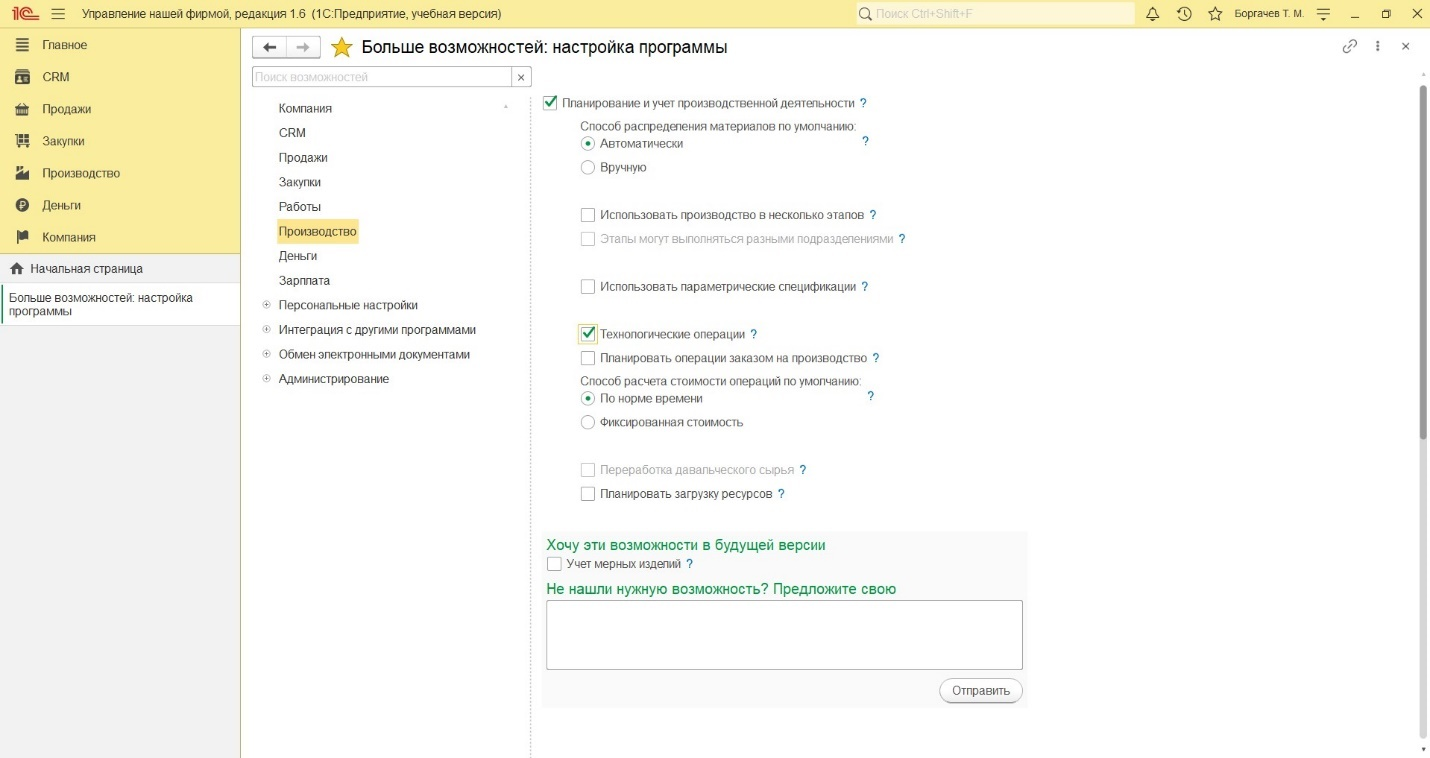 1С Управление нашей фирмой, редакция 1.6 (1С:Предприятие, учебная версия) Поиск Ctrl+Shift+F Боргачев Т. М.
Главное
CRM
Продажи
Закупки
Производство
Деньги
Компания
Начальная страница
Больше возможностей: настройка
программы
Больше возможностей: настройка программы
Поиск возможностей
Компания
CRM
Продажи
Закупки
Работы
Производство
Деньги
Зарплата
Персональные настройки
Интеграция с другими программами
Обмен электронными документами
Администрирование
Планирование и учет производственной деятельности ?
Способ распределения материалов по умолчанию:
Автоматически ?
Вручную
Использовать производство в несколько этапов ?
Этапы могут выполняться разными подразделениями ?
Использовать параметрические спецификации ?
Технологические операции ?
Планировать операции заказом на производство ?
Способ расчета стоимости операций по умолчанию:
По норме времени ?
Фиксированная стоимость
Переработка давальческого сырья ?
Планировать загрузку ресурсов ?
Хочу эти возможности в будущей версии
Учет мерных изделий ?
Не нашли нужную возможность? Предложите свою
Отправить